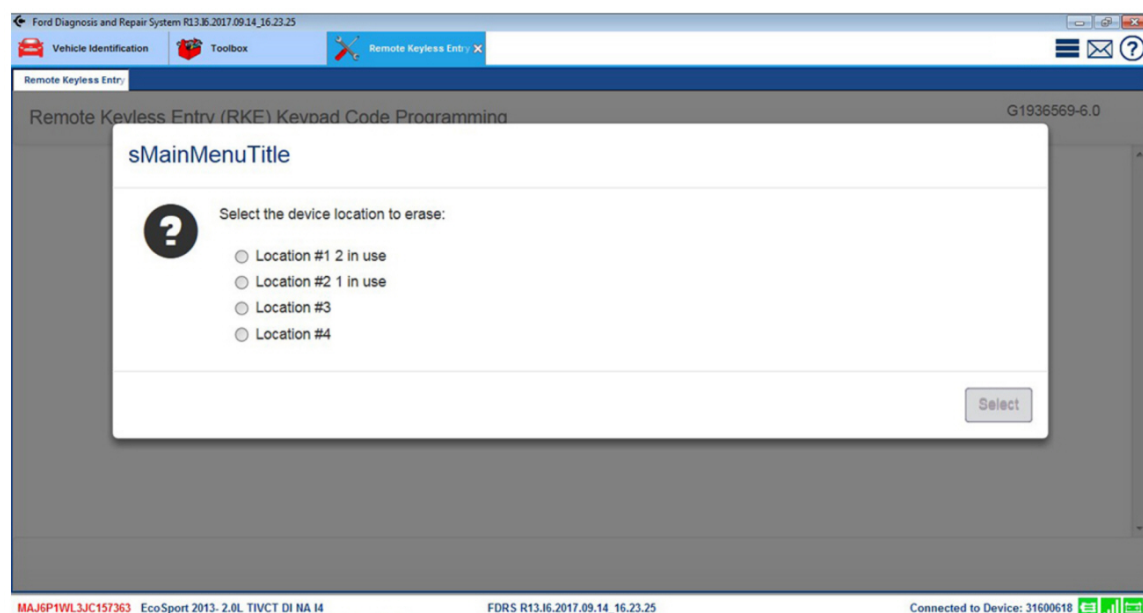 Ford Diagnosis and Repair System R13.I6.2017.09.14_16.23.25
Vehicle Identification
Toolbox
Remote Keyless Entry X
Remote Keyless Entry
Remote Keyless Entry (RKE) Keypad Code Programming
G1936569-6.0
sMainMenuTitle
Select the device location to erase:
Location #1 2 in use
Location #2 1 in use
Location #3
Location #4
Select
MAJ6P1WL3JC157363 EcoSport 2013- 2.0L TIVCT DI NA I4
FDRS R13.I6.2017.09.14_16.23.25
Connected to Device: 31600618